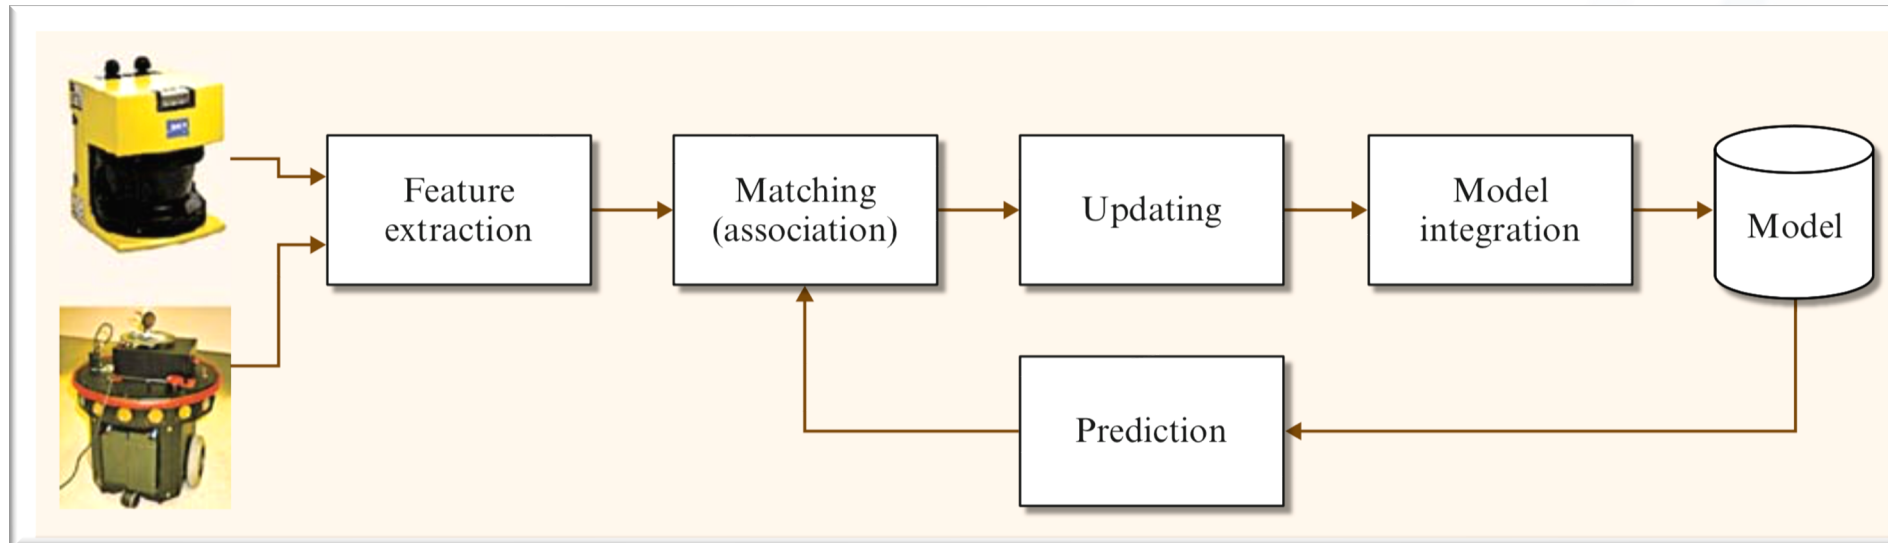 Feature
extraction
Matching
(association)
Updating
Model
integration
Model
Prediction